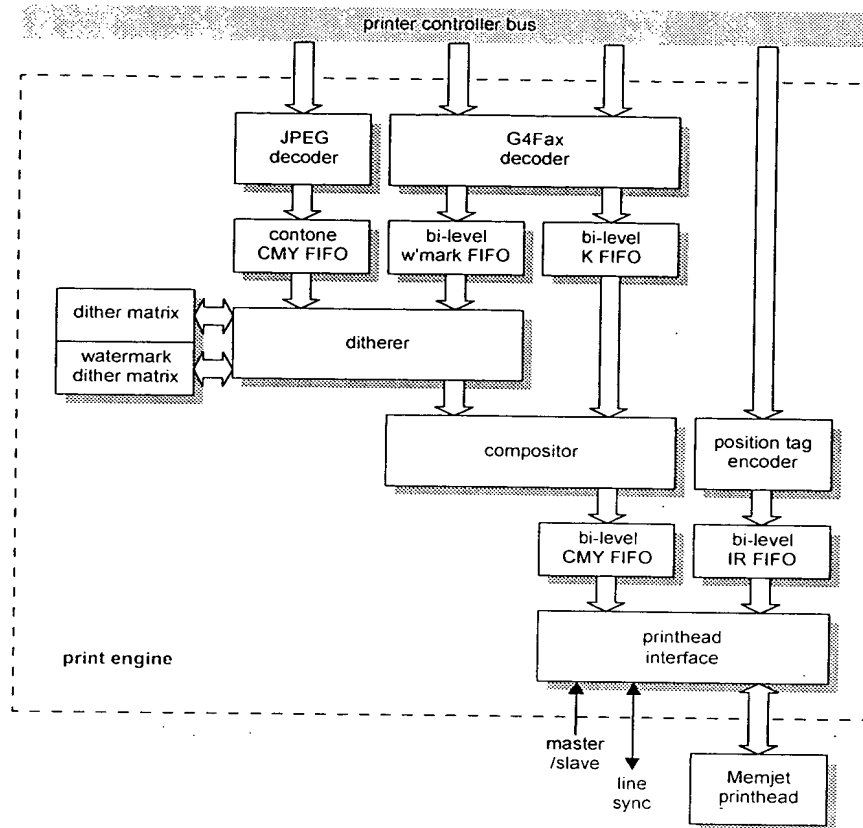 printer controller bus
JPEG
decoder
G4Fax
decoder
contone
CMY FIFO
bi-level
w'mark FIFO
bi-level
K FIFO
dither matrix
watermark
dither matrix
ditherer
compositor
position tag
encoder
bi-level
CMY FIFO
bi-level
IR FIFO
printhead
interface
print engine
master
/slave
line
sync
Memjet
printhead